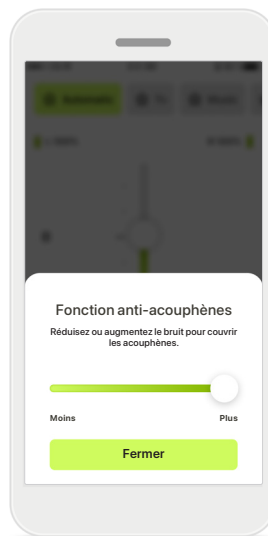 Fonction anti-acouphènes
Réduisez ou augmentez le bruit pour couvrir
les acouphènes.
Moins Plus
Fermer